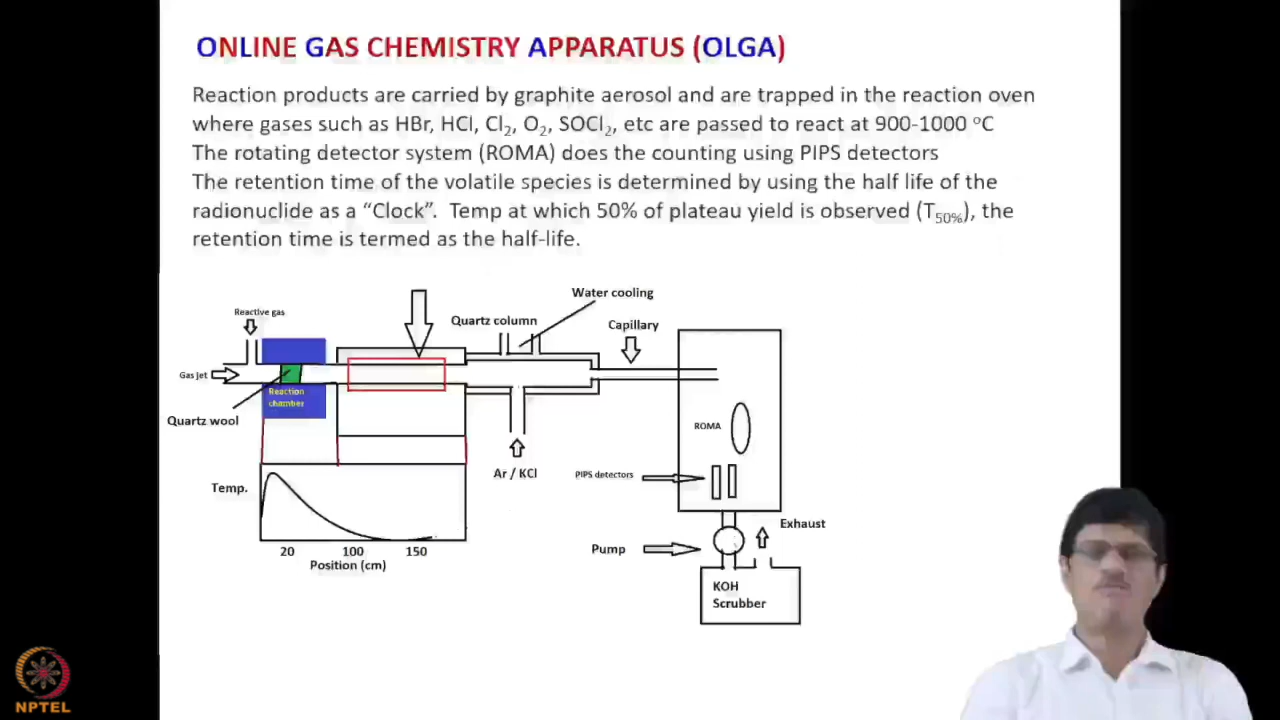 ONLINE GAS CHEMISTRY APPARATUS (OLGA)
Reaction products are carried by graphite aerosol and are trapped in the reaction oven
where gases such as HBr, HCl, Cl₂, O₂, SOCl₂, etc are passed to react at 900-1000 °C
The rotating detector system (ROMA) does the counting using PIPS detectors
The retention time of the volatile species is determined by using the half life of the
radionuclide as a “Clock”. Temp at which 50% of plateau yield is observed (T₅₀%), the
retention time is termed as the half-life.
Water cooling
Reactive gas
Quartz column
Capillary
Gas jet
Reaction
chamber
Quartz wool
ROMA
Ar / KCl
PIPS detectors
Temp.
Exhaust
20 100 150
Pump
Position (cm)
KOH
Scrubber
NPTEL